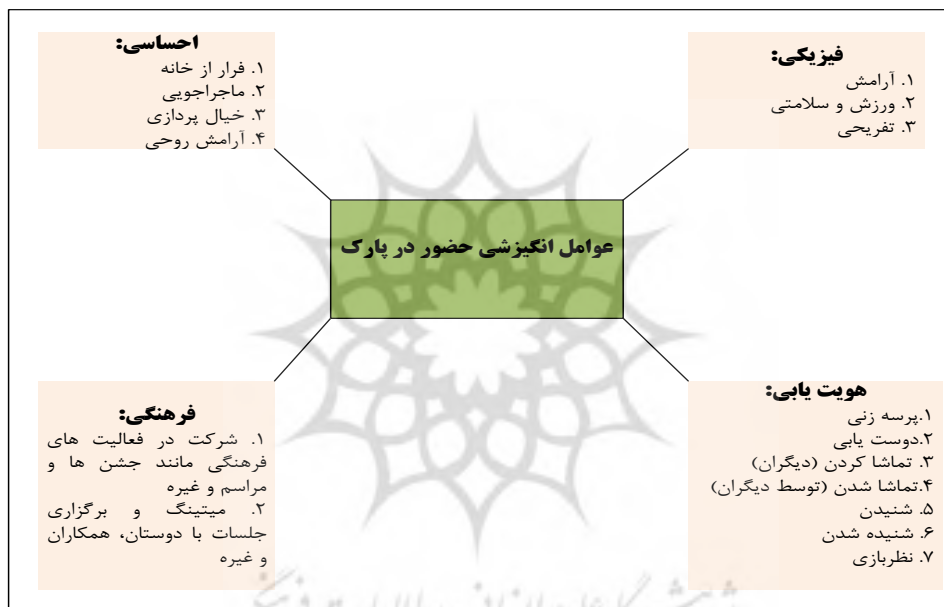 فیزیکی:
۱. آرامش
۲. ورزش و سلامتی
۳. تفریحی
احساسی:
۱. فرار از خانه
۲. ماجراجویی
۳. خیال پردازی
۴. آرامش روحی
عوامل انگیزشی حضور در پارک
هویت یابی:
۱.پرسه زنی
۲.دوست یابی
۳. تماشا کردن (دیگران)
۴.تماشا شدن (توسط دیگران)
۵. شنیدن
۶. شنیده شدن
۷. نظربازی
فرهنگی:
۱. شرکت در فعالیت های
فرهنگی مانند جشن ها و
مراسم و غیره
۲. میتینگ و برگزاری
جلسات با دوستان، همکاران
و غیره